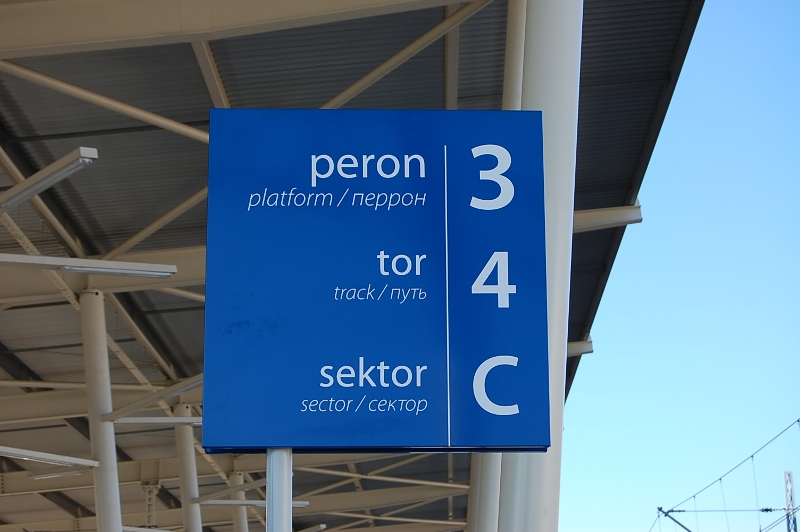 peron 3
platform / перрон
tor 4
track / путь
sektor C
sector / сектор